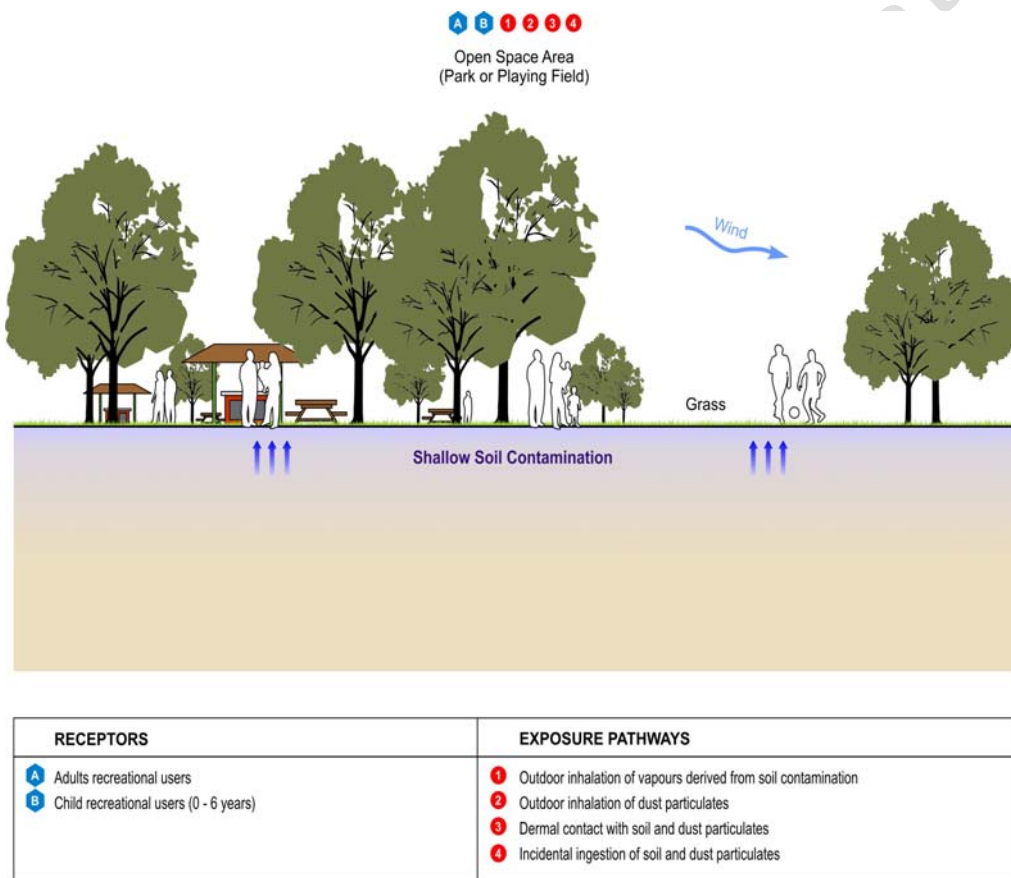 A B 1 2 3 4
Open Space Area
(Park or Playing Field)
Wind
Grass
Shallow Soil Contamination
RECEPTORS
A Adults recreational users
B Child recreational users (0 - 6 years)
EXPOSURE PATHWAYS
1 Outdoor inhalation of vapours derived from soil contamination
2 Outdoor inhalation of dust particulates
3 Dermal contact with soil and dust particulates
4 Incidental ingestion of soil and dust particulates